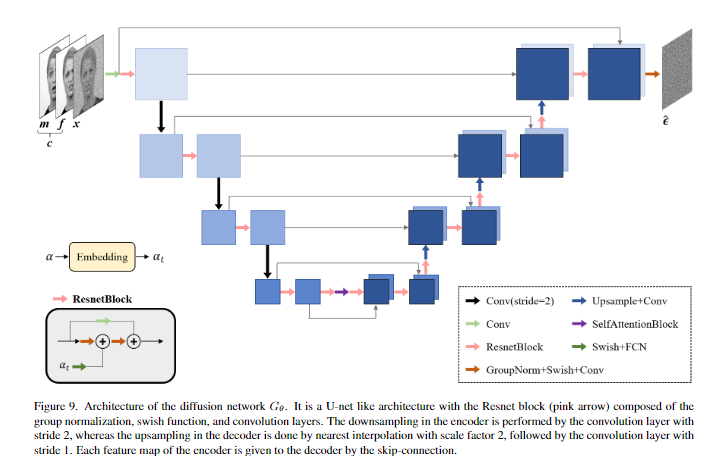 m f x
c
ε̂
α Embedding αₜ
ResnetBlock
αₜ
Conv(stride=2) Upsample+Conv
Conv SelfAttentionBlock
ResnetBlock Swish+FCN
GroupNorm+Swish+Conv
Figure 9. Architecture of the diffusion network Gθ. It is a U-net like architecture with the Resnet block (pink arrow) composed of the
group normalization, swish function, and convolution layers. The downsampling in the encoder is performed by the convolution layer with
stride 2, whereas the upsampling in the decoder is done by nearest interpolation with scale factor 2, followed by the convolution layer with
stride 1. Each feature map of the encoder is given to the decoder by the skip-connection.